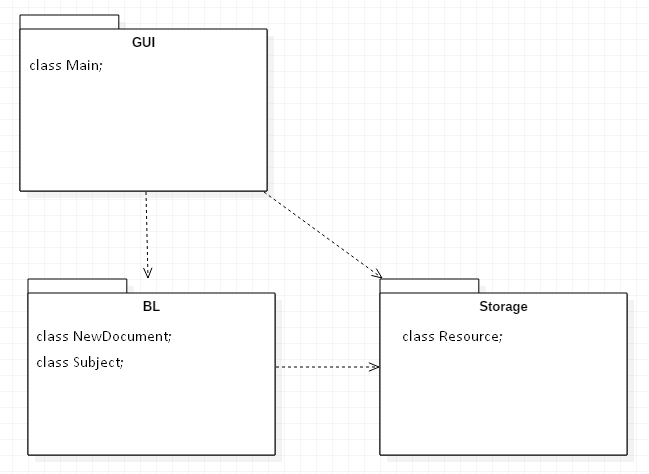 GUI
class Main;
BL
class NewDocument;
class Subject;
Storage
class Resource;